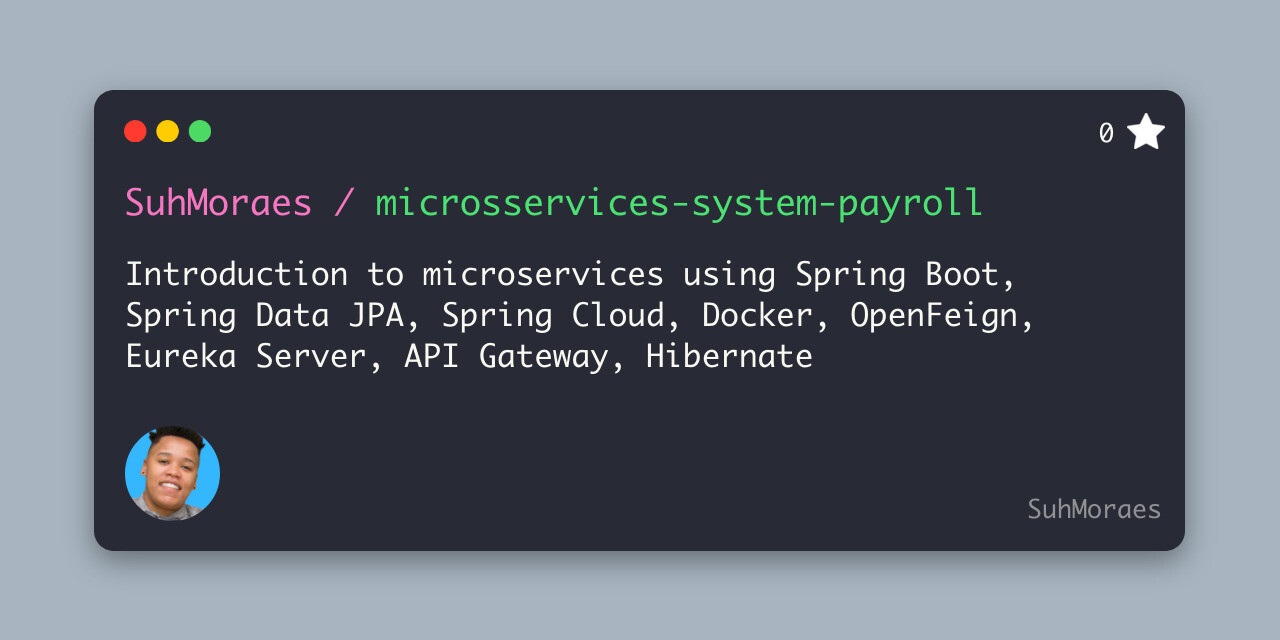 0
SuhMoraes / microsservices-system-payroll
Introduction to microservices using Spring Boot,
Spring Data JPA, Spring Cloud, Docker, OpenFeign,
Eureka Server, API Gateway, Hibernate
SuhMoraes